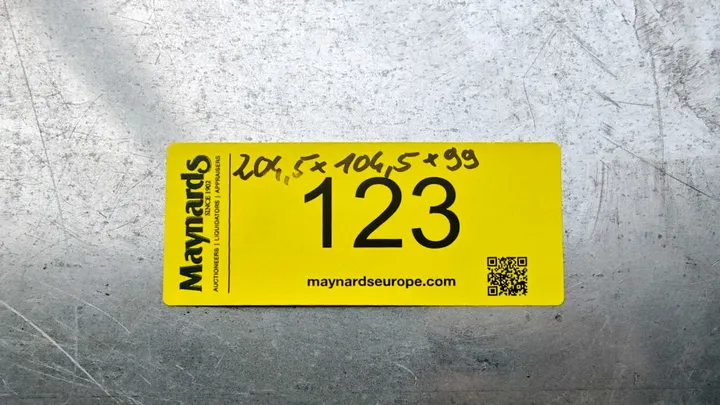 Maynards
SINCE 1902
AUCTIONEERS | LIQUIDATORS | APPRAISERS
204,5 x 104,5 x 99
123
maynardseurope.com